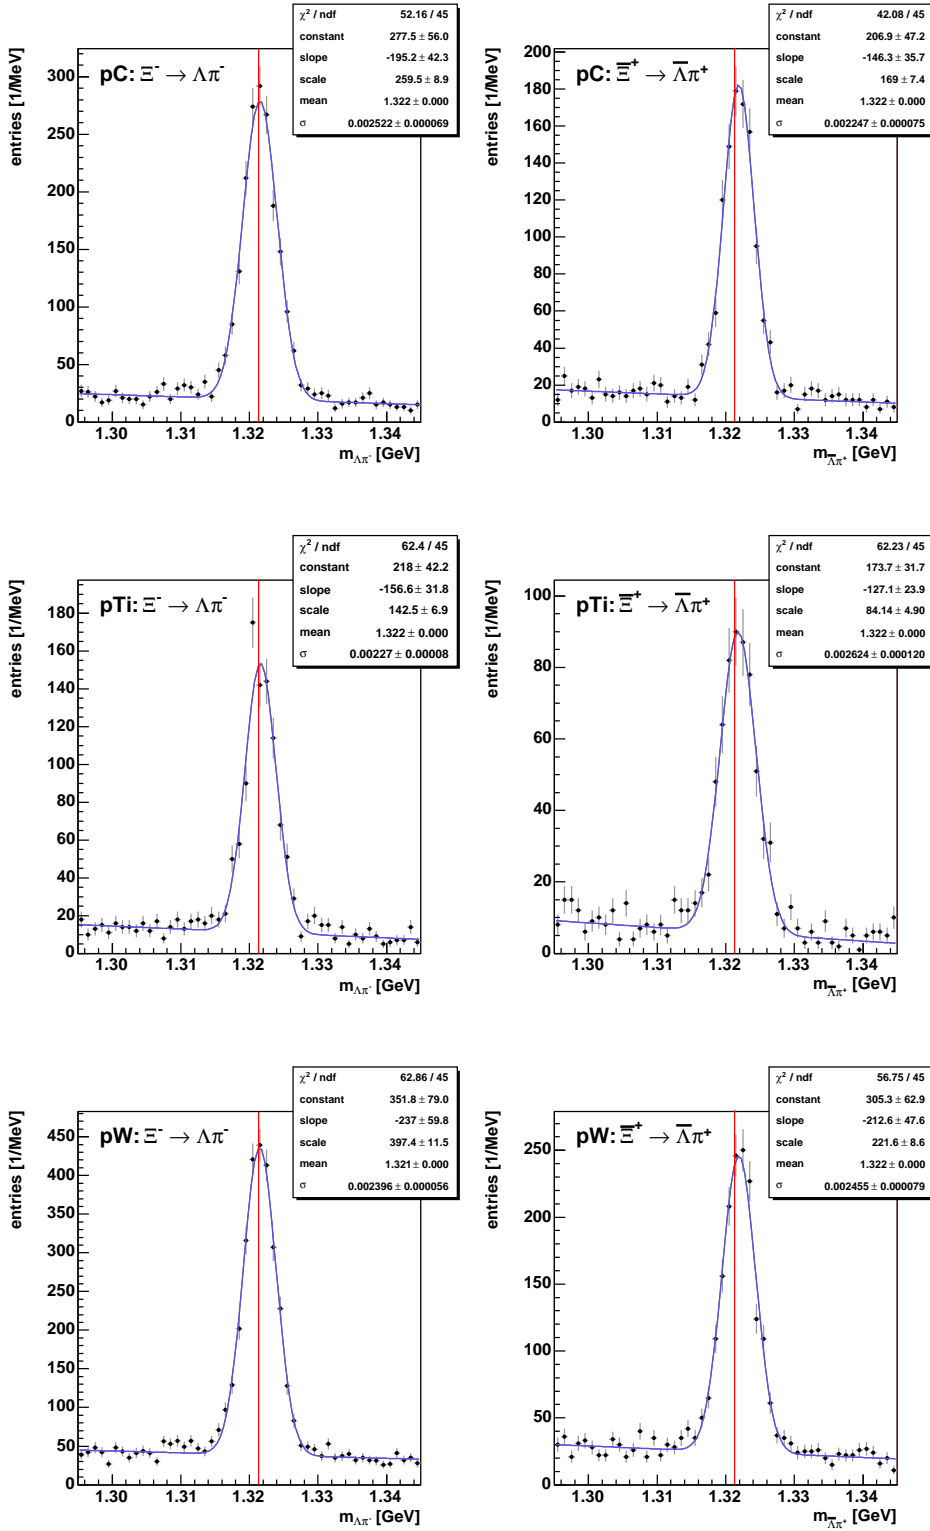 χ² / ndf 52.16 / 45
constant 277.5 ± 56.0
slope -195.2 ± 42.3
scale 259.5 ± 8.9
mean 1.322 ± 0.000
σ 0.002522 ± 0.000069
pC: Ξ⁻ → Λπ⁻
entries [1/MeV]
300
250
200
150
100
50
0
1.30 1.31 1.32 1.33 1.34
m_Λπ⁻ [GeV]
χ² / ndf 42.08 / 45
constant 206.9 ± 47.2
slope -146.3 ± 35.7
scale 169 ± 7.4
mean 1.322 ± 0.000
σ 0.002247 ± 0.000075
pC: Ξ̅⁺ → Λ̅π⁺
entries [1/MeV]
200
180
160
140
120
100
80
60
40
20
0
1.30 1.31 1.32 1.33 1.34
m_Λ̅π⁺ [GeV]
χ² / ndf 62.4 / 45
constant 218 ± 42.2
slope -156.6 ± 31.8
scale 142.5 ± 6.9
mean 1.322 ± 0.000
σ 0.00227 ± 0.00008
pTi: Ξ⁻ → Λπ⁻
entries [1/MeV]
180
160
140
120
100
80
60
40
20
0
1.30 1.31 1.32 1.33 1.34
m_Λπ⁻ [GeV]
χ² / ndf 62.23 / 45
constant 173.7 ± 31.7
slope -127.1 ± 23.9
scale 84.14 ± 4.90
mean 1.322 ± 0.000
σ 0.002624 ± 0.000120
pTi: Ξ̅⁺ → Λ̅π⁺
entries [1/MeV]
100
80
60
40
20
0
1.30 1.31 1.32 1.33 1.34
m_Λ̅π⁺ [GeV]
χ² / ndf 62.86 / 45
constant 351.8 ± 79.0
slope -237 ± 59.8
scale 397.4 ± 11.5
mean 1.321 ± 0.000
σ 0.002396 ± 0.000056
pW: Ξ⁻ → Λπ⁻
entries [1/MeV]
450
400
350
300
250
200
150
100
50
0
1.30 1.31 1.32 1.33 1.34
m_Λπ⁻ [GeV]
χ² / ndf 56.75 / 45
constant 305.3 ± 62.9
slope -212.6 ± 47.6
scale 221.6 ± 8.6
mean 1.322 ± 0.000
σ 0.002455 ± 0.000079
pW: Ξ̅⁺ → Λ̅π⁺
entries [1/MeV]
250
200
150
100
50
0
1.30 1.31 1.32 1.33 1.34
m_Λ̅π⁺ [GeV]